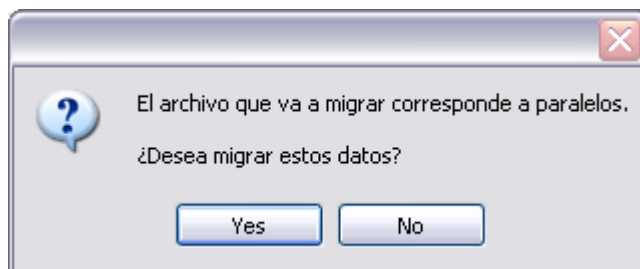 El archivo que va a migrar corresponde a paralelos.
¿Desea migrar estos datos?
Yes
No